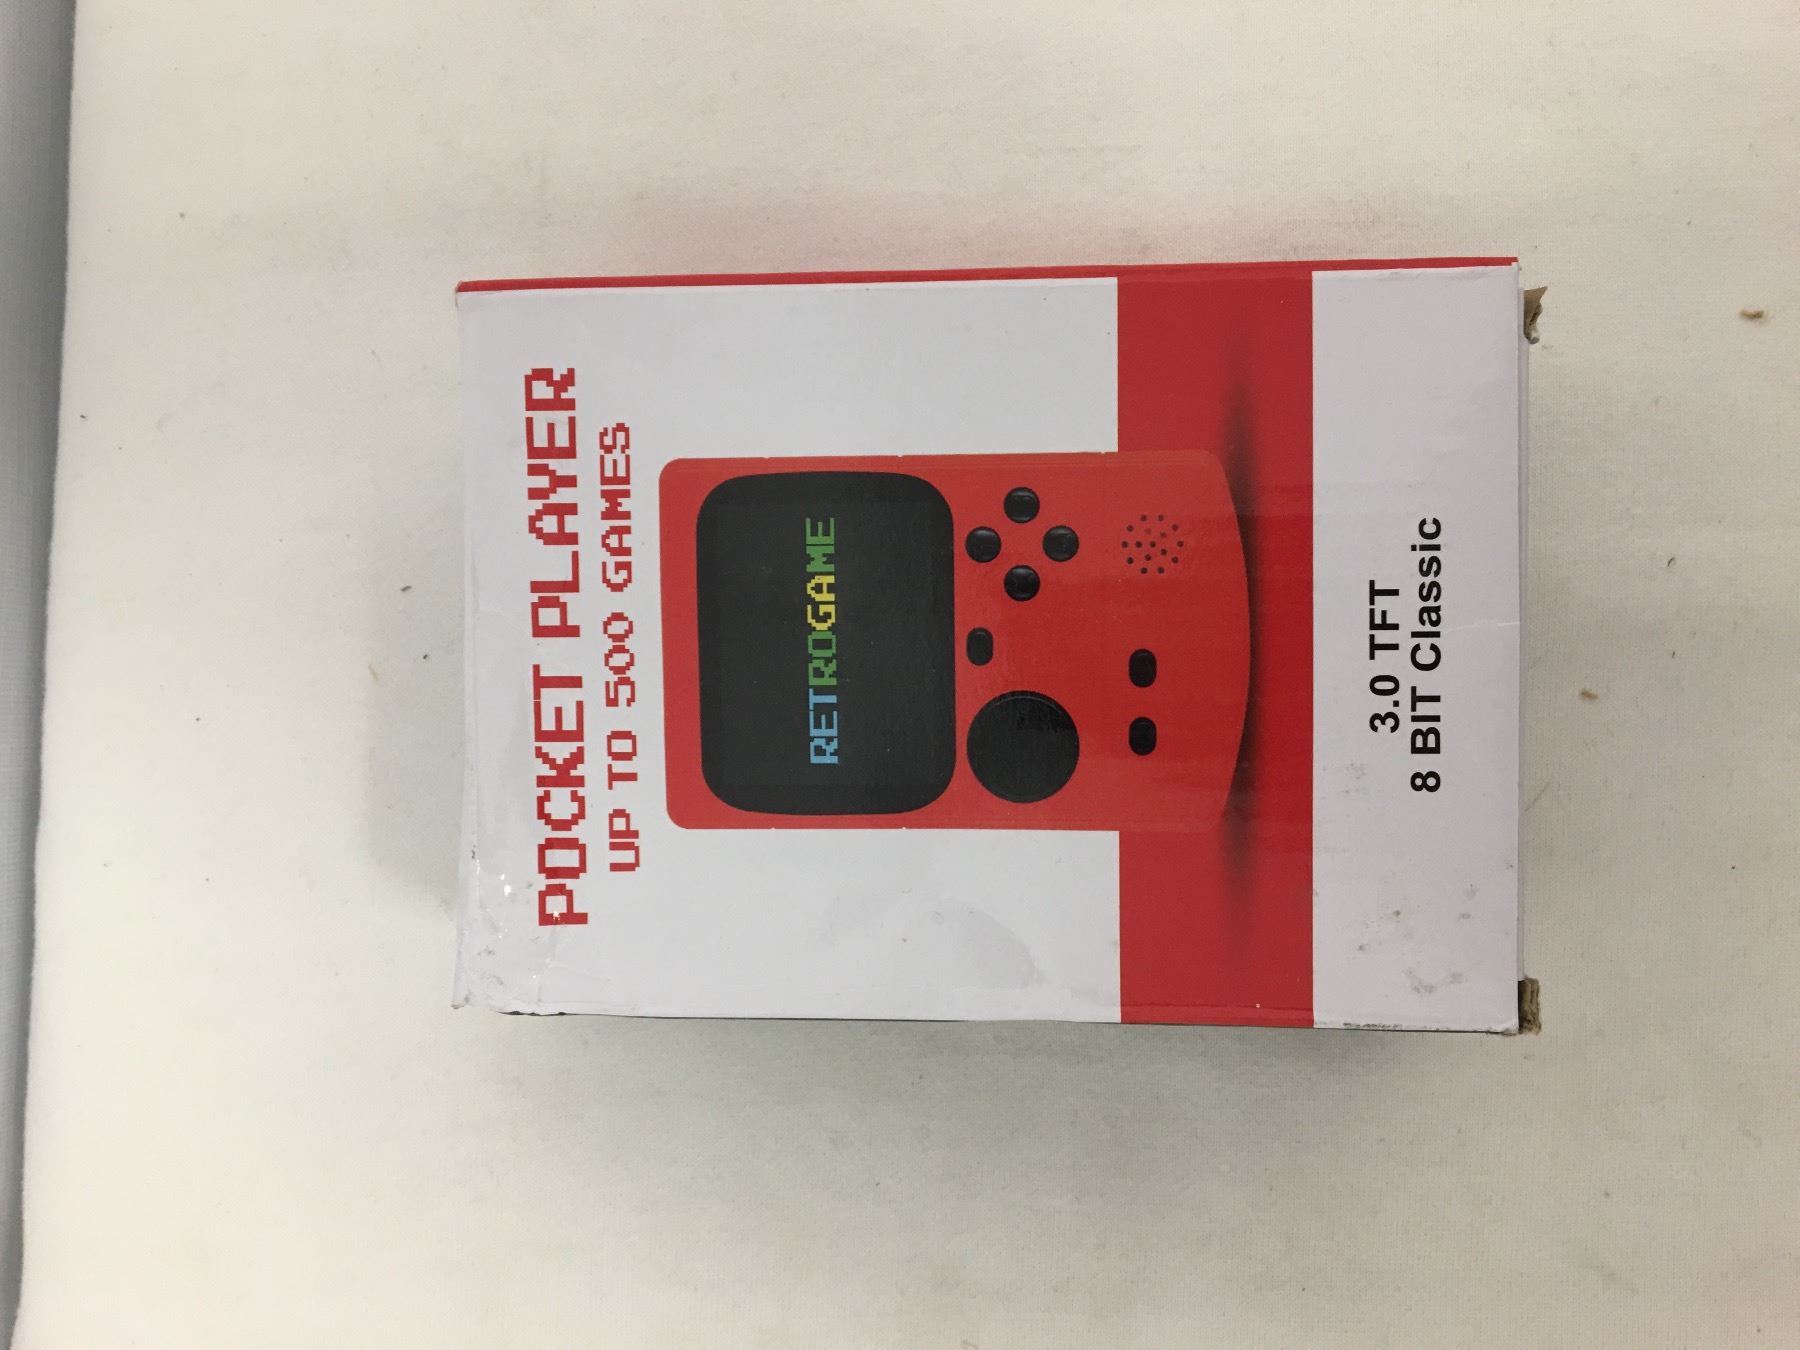 POCKET PLAYER
UP TO 500 GAMES
RETROGAME
3.0 TFT
8 BIT Classic